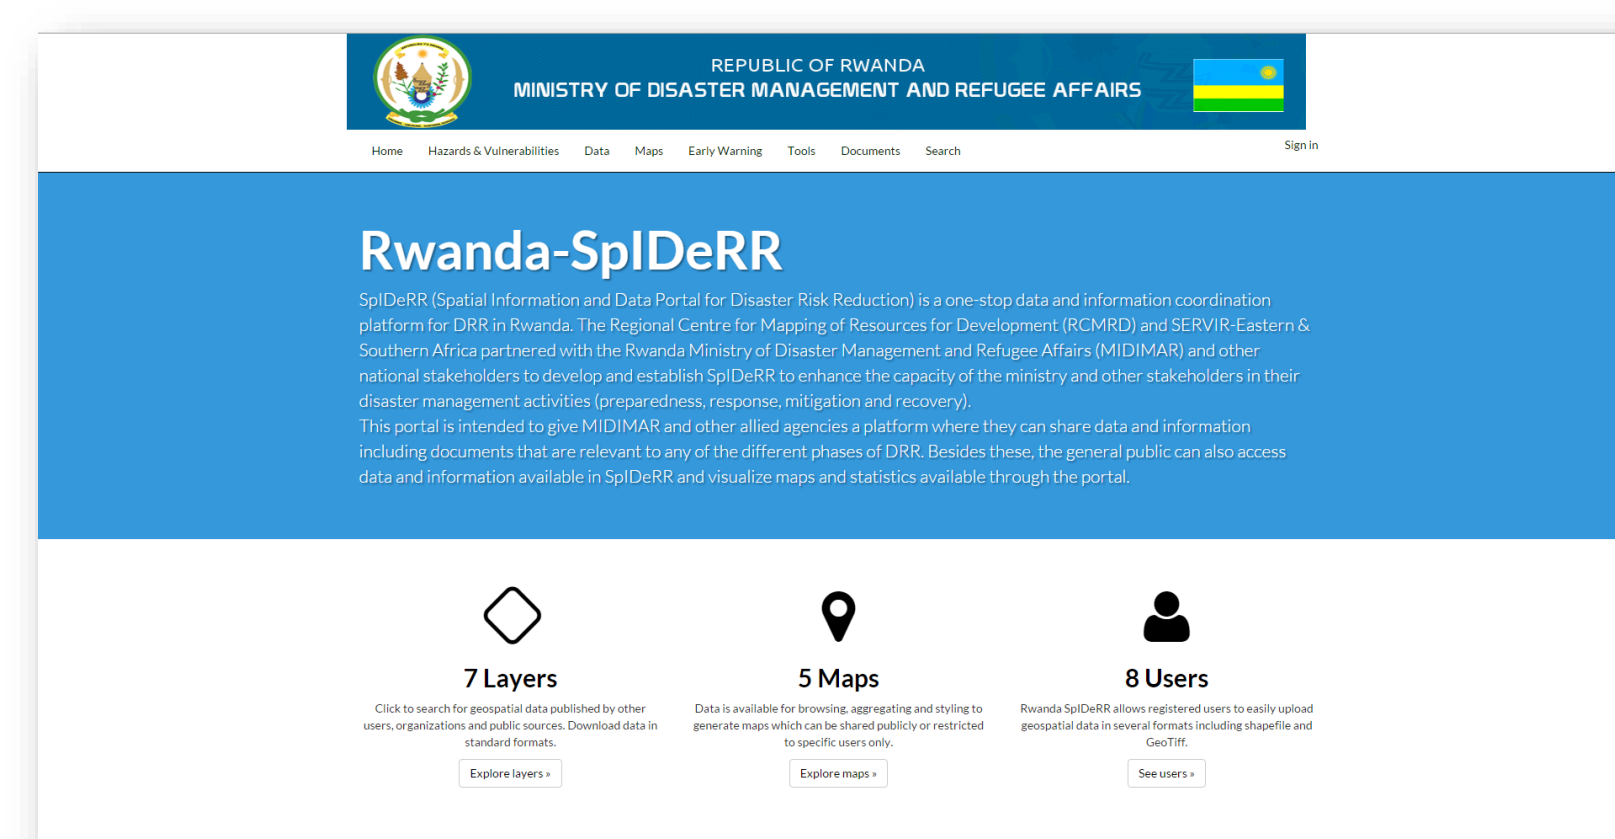 REPUBLIC OF RWANDA
MINISTRY OF DISASTER MANAGEMENT AND REFUGEE AFFAIRS
Home Hazards & Vulnerabilities Data Maps Early Warning Tools Documents Search Sign in
Rwanda-SpIDeRR
SpIDeRR (Spatial Information and Data Portal for Disaster Risk Reduction) is a one-stop data and information coordination
platform for DRR in Rwanda. The Regional Centre for Mapping of Resources for Development (RCMRD) and SERVIR-Eastern &
Southern Africa partnered with the Rwanda Ministry of Disaster Management and Refugee Affairs (MIDIMAR) and other
national stakeholders to develop and establish SpIDeRR to enhance the capacity of the ministry and other stakeholders in their
disaster management activities (preparedness, response, mitigation and recovery).
This portal is intended to give MIDIMAR and other allied agencies a platform where they can share data and information
including documents that are relevant to any of the different phases of DRR. Besides these, the general public can also access
data and information available in SpIDeRR and visualize maps and statistics available through the portal.
7 Layers
Click to search for geospatial data published by other
users, organizations and public sources. Download data in
standard formats.
Explore layers »
5 Maps
Data is available for browsing, aggregating and styling to
generate maps which can be shared publicly or restricted
to specific users only.
Explore maps »
8 Users
Rwanda SpIDeRR allows registered users to easily upload
geospatial data in several formats including shapefile and
GeoTiff.
See users »